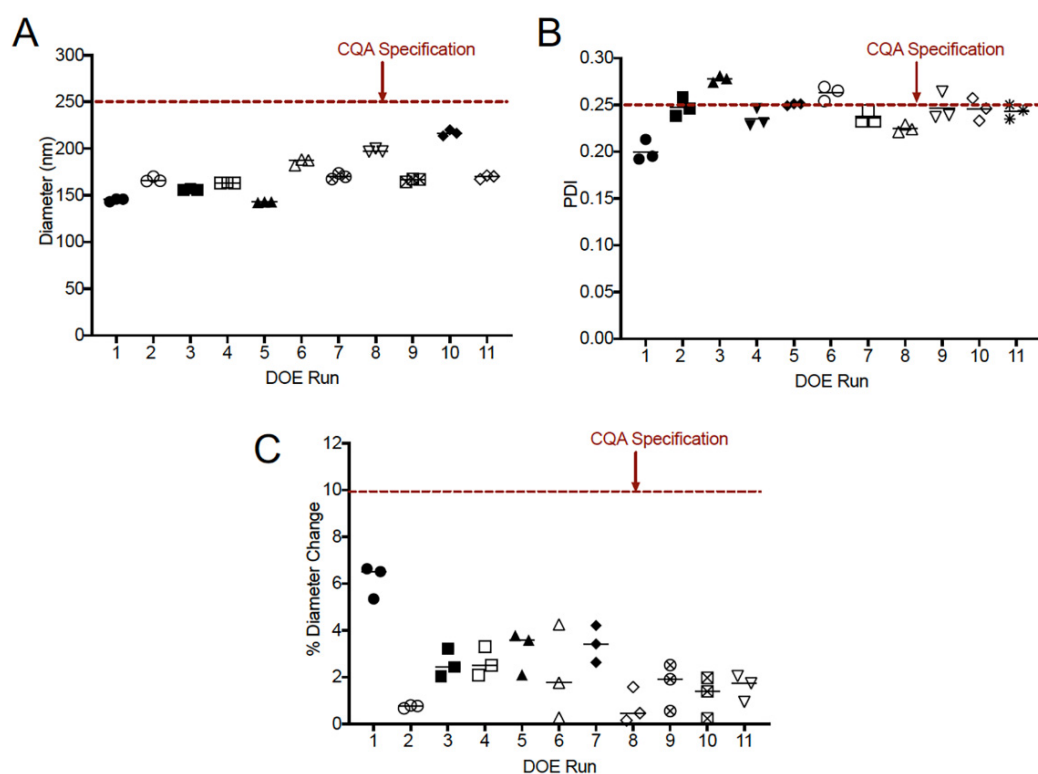 A
CQA Specification
300
250
200
150
100
50
0
Diameter (nm)
1 2 3 4 5 6 7 8 9 10 11
DOE Run
B
CQA Specification
0.30
0.25
0.20
0.15
0.10
0.05
0.00
PDI
1 2 3 4 5 6 7 8 9 10 11
DOE Run
C
CQA Specification
12
10
8
6
4
2
0
% Diameter Change
1 2 3 4 5 6 7 8 9 10 11
DOE Run